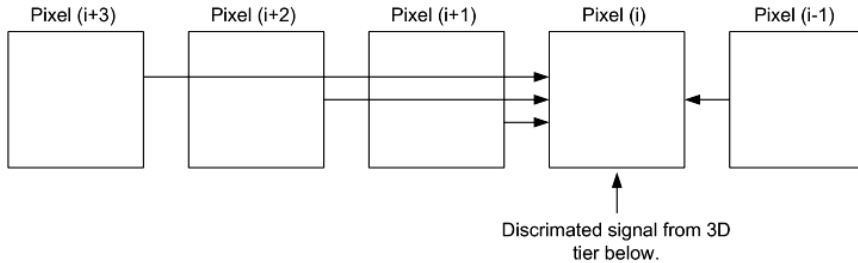 Pixel (i+3) Pixel (i+2) Pixel (i+1) Pixel (i) Pixel (i-1)
Discrimated signal from 3D
tier below.